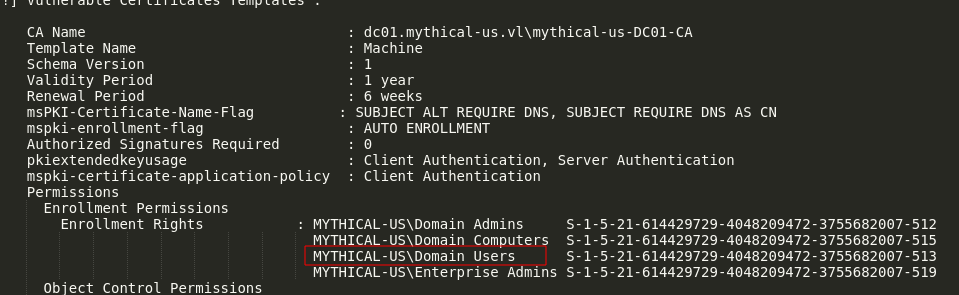 !] Vulnerable Certificates Templates :
CA Name : dc01.mythical-us.vl\mythical-us-DC01-CA
Template Name : Machine
Schema Version : 1
Validity Period : 1 year
Renewal Period : 6 weeks
msPKI-Certificate-Name-Flag : SUBJECT ALT REQUIRE DNS, SUBJECT REQUIRE DNS AS CN
mspki-enrollment-flag : AUTO ENROLLMENT
Authorized Signatures Required : 0
pkiextendedkeyusage : Client Authentication, Server Authentication
mspki-certificate-application-policy : Client Authentication
Permissions
Enrollment Permissions
Enrollment Rights : MYTHICAL-US\Domain Admins S-1-5-21-614429729-4048209472-3755682007-512
MYTHICAL-US\Domain Computers S-1-5-21-614429729-4048209472-3755682007-515
MYTHICAL-US\Domain Users S-1-5-21-614429729-4048209472-3755682007-513
MYTHICAL-US\Enterprise Admins S-1-5-21-614429729-4048209472-3755682007-519
Object Control Permissions